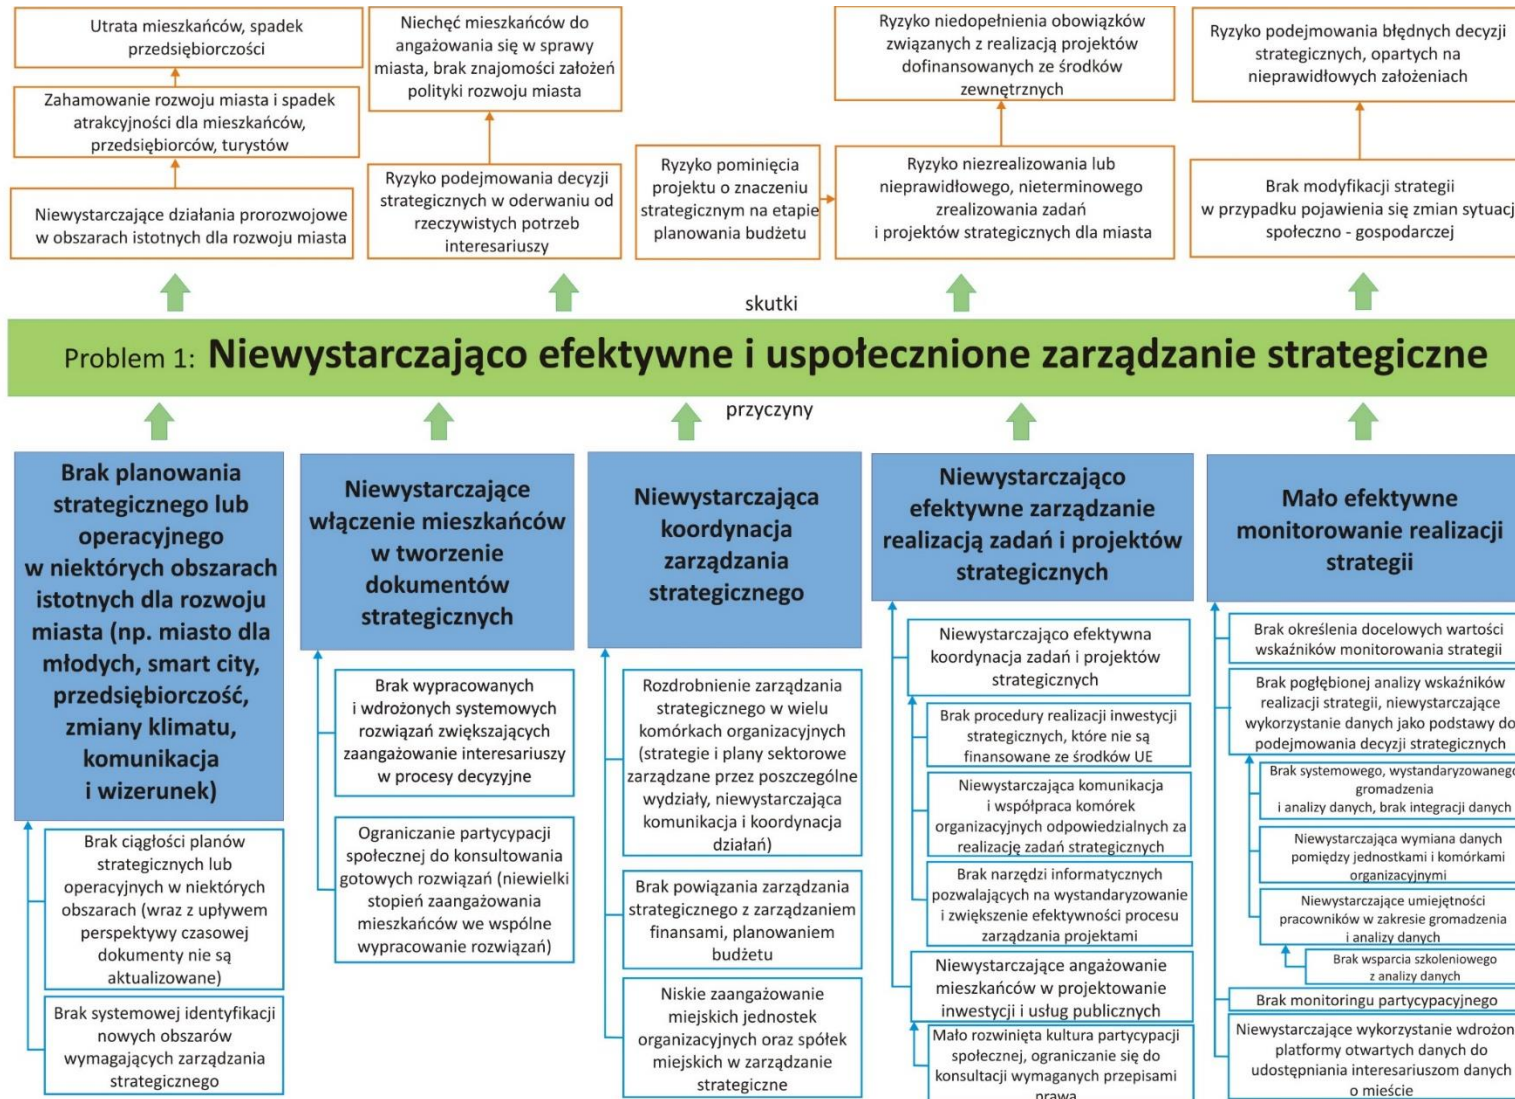 Utrata mieszkańców, spadek
przedsiębiorczości
Zahamowanie rozwoju miasta i spadek
atrakcyjności dla mieszkańców,
przedsiębiorców, turystów
Niewystarczające działania prorozwojowe
w obszarach istotnych dla rozwoju miasta
Niechęć mieszkańców do
angażowania się w sprawy
miasta, brak znajomości założeń
polityki rozwoju miasta
Ryzyko podejmowania decyzji
strategicznych w oderwaniu od
rzeczywistych potrzeb
interesariuszy
Ryzyko pominięcia
projektu o znaczeniu
strategicznym na etapie
planowania budżetu
Ryzyko niedopełnienia obowiązków
związanych z realizacją projektów
dofinansowanych ze środków
zewnętrznych
Ryzyko niezrealizowania lub
nieprawidłowego, nieterminowego
zrealizowania zadań
i projektów strategicznych dla miasta
Ryzyko podejmowania błędnych decyzji
strategicznych, opartych na
nieprawidłowych założeniach
Brak modyfikacji strategii
w przypadku pojawienia się zmian sytuacj
społeczno - gospodarczej
skutki
Problem 1: Niewystarczająco efektywne i uspołecznione zarządzanie strategiczne
przyczyny
Brak planowania
strategicznego lub
operacyjnego
w niektórych obszarach
istotnych dla rozwoju
miasta (np. miasto dla
młodych, smart city,
przedsiębiorczość,
zmiany klimatu,
komunikacja
i wizerunek)
Brak ciągłości planów
strategicznych lub
operacyjnych w niektórych
obszarach (wraz z upływem
perspektywy czasowej
dokumenty nie są
aktualizowane)
Brak systemowej identyfikacji
nowych obszarów
wymagających zarządzania
strategicznego
Niewystarczające
włączenie mieszkańców
w tworzenie
dokumentów
strategicznych
Brak wypracowanych
i wdrożonych systemowych
rozwiązań zwiększających
zaangażowanie interesariuszy
w procesy decyzyjne
Ograniczanie partycypacji
społecznej do konsultowania
gotowych rozwiązań (niewielki
stopień zaangażowania
mieszkańców we wspólne
wypracowanie rozwiązań)
Niewystarczająca
koordynacja
zarządzania
strategicznego
Rozdrobnienie zarządzania
strategicznego w wielu
komórkach organizacyjnych
(strategie i plany sektorowe
zarządzane przez poszczególne
wydziały, niewystarczająca
komunikacja i koordynacja
działań)
Brak powiązania zarządzania
strategicznego z zarządzaniem
finansami, planowaniem
budżetu
Niskie zaangażowanie
miejskich jednostek
organizacyjnych oraz spółek
miejskich w zarządzanie
strategiczne
Niewystarczająco
efektywne zarządzanie
realizacją zadań i projektów
strategicznych
Niewystarczająco efektywna
koordynacja zadań i projektów
strategicznych
Brak procedury realizacji inwestycji
strategicznych, które nie są
finansowane ze środków UE
Niewystarczająca komunikacja
i współpraca komórek
organizacyjnych odpowiedzialnych za
realizację zadań strategicznych
Brak narzędzi informatycznych
pozwalających na wystandaryzowanie
i zwiększenie efektywności procesu
zarządzania projektami
Niewystarczające angażowanie
mieszkańców w projektowanie
inwestycji i usług publicznych
Mało rozwinięta kultura partycypacji
społecznej, ograniczanie się do
konsultacji wymaganych przepisami
prawa
Mało efektywne
monitorowanie realizacji
strategii
Brak określenia docelowych wartości
wskaźników monitorowania strategii
Brak pogłębionej analizy wskaźników
realizacji strategii, niewystarczające
wykorzystanie danych jako podstawy do
podejmowania decyzji strategicznych
Brak systemowego, wystandaryzowanego
gromadzenia
i analizy danych, brak integracji danych
Niewystarczająca wymiana danych
pomiędzy jednostkami i komórkami
organizacyjnymi
Niewystarczające umiejętności
pracowników w zakresie gromadzenia
i analizy danych
Brak wsparcia szkoleniowego
z analizy danych
Brak monitoringu partycypacyjnego
Niewystarczające wykorzystanie wdrożon
platformy otwartych danych do
udostępniania interesariuszom danych
o mieście